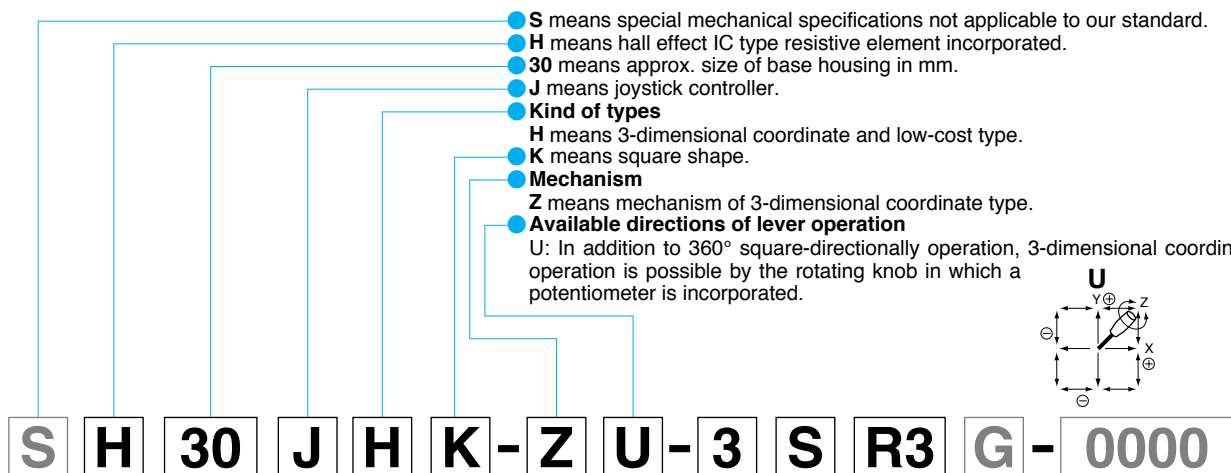 S means special mechanical specifications not applicable to our standard.
H means hall effect IC type resistive element incorporated.
30 means approx. size of base housing in mm.
J means joystick controller.
Kind of types
H means 3-dimensional coordinate and low-cost type.
K means square shape.
Mechanism
Z means mechanism of 3-dimensional coordinate type.
Available directions of lever operation
U: In addition to 360° square-directionally operation, 3-dimensional coordin
operation is possible by the rotating knob in which a
potentiometer is incorporated.
U
Y ⊕ Z
⊖
X
⊕
⊖
S H 30 J H K - Z U - 3 S R3 G - 0000